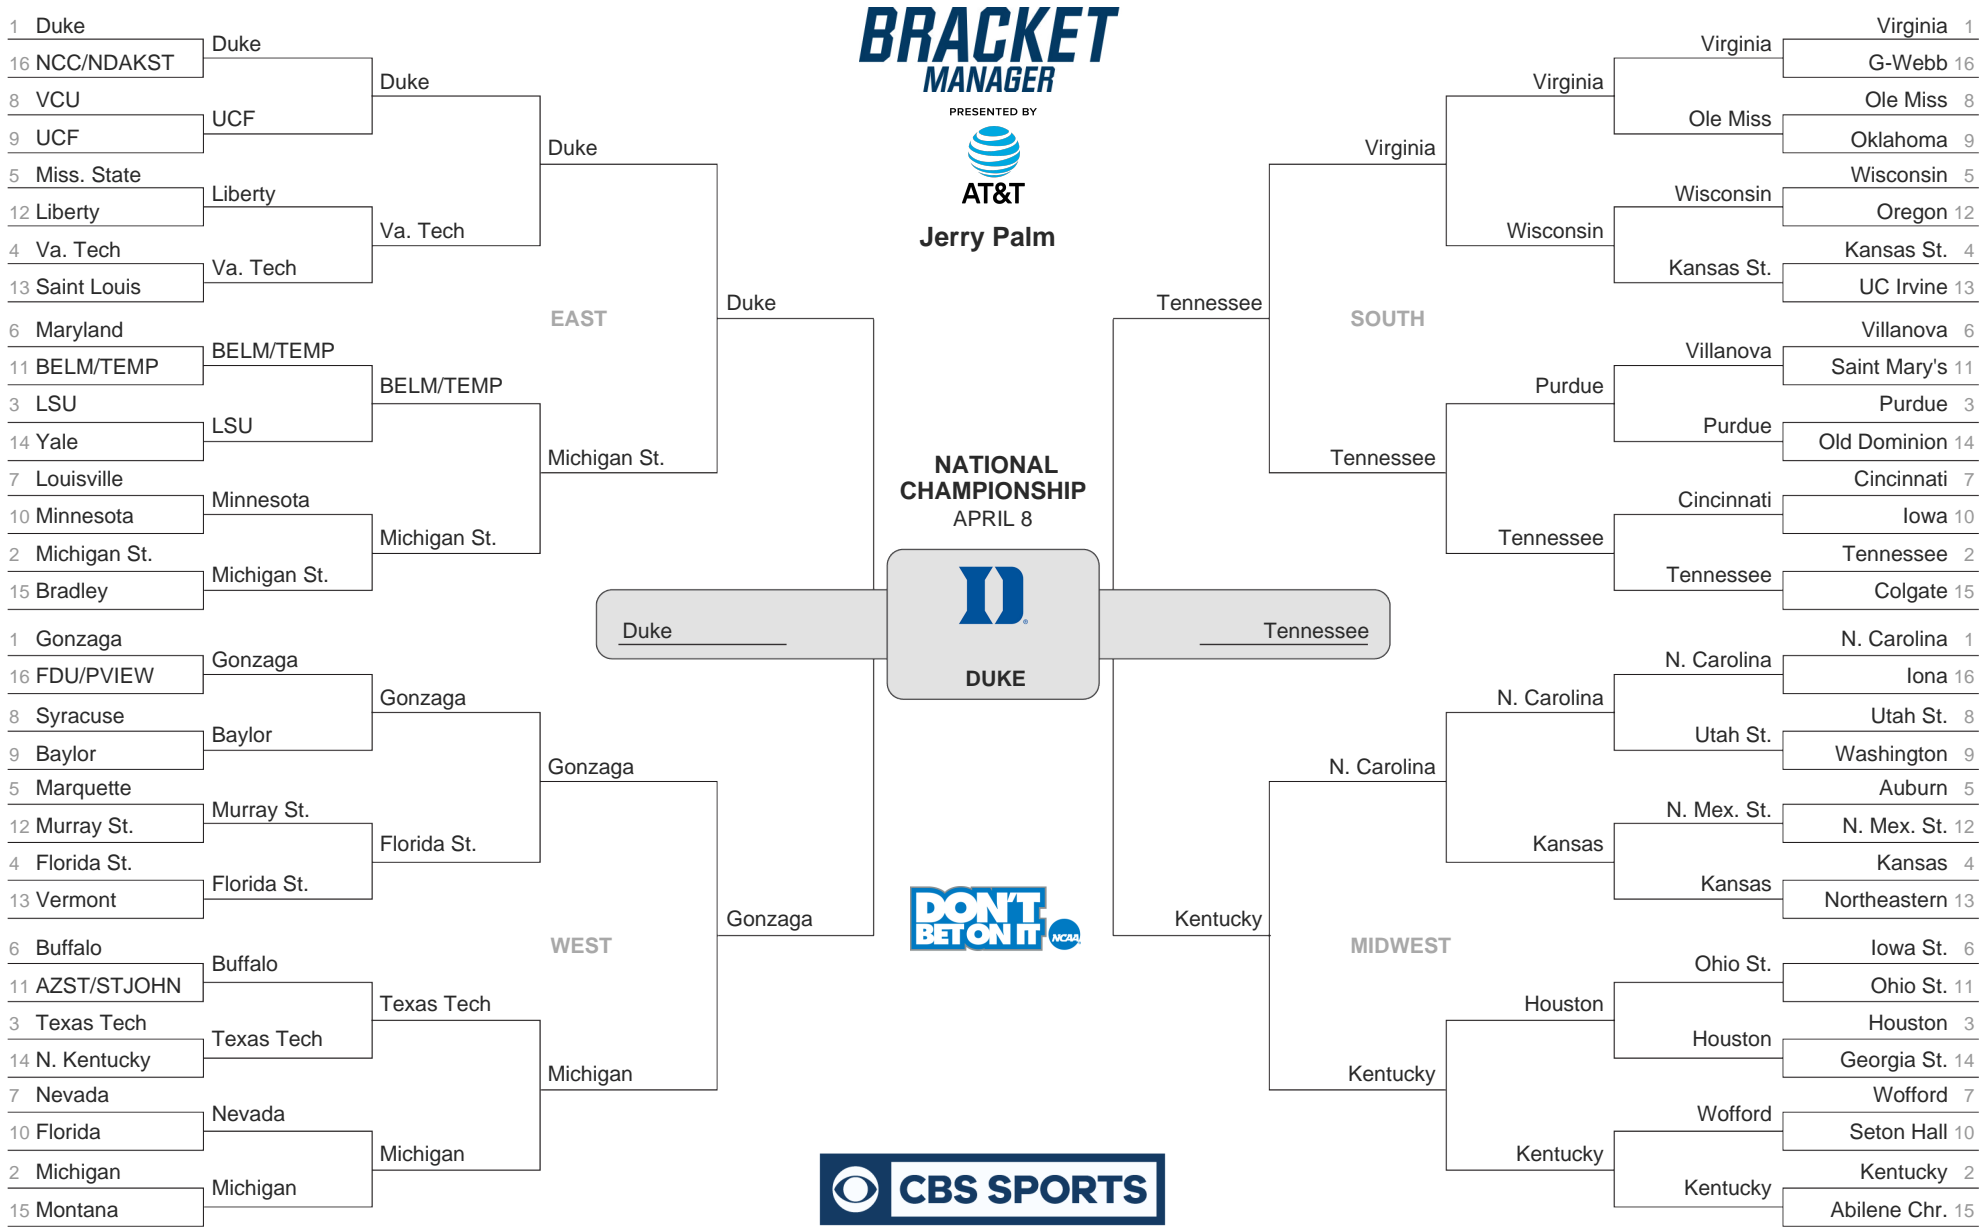 BRACKET
MANAGER
PRESENTED BY
AT&T
Jerry Palm
1 Duke
16 NCC/NDAKST
8 VCU
9 UCF
5 Miss. State
12 Liberty
4 Va. Tech
13 Saint Louis
6 Maryland
11 BELM/TEMP
3 LSU
14 Yale
7 Louisville
10 Minnesota
2 Michigan St.
15 Bradley
Duke
UCF
Liberty
Va. Tech
BELM/TEMP
LSU
Minnesota
Michigan St.
Duke
Va. Tech
BELM/TEMP
Michigan St.
Duke
Michigan St.
EAST
Duke
1 Gonzaga
16 FDU/PVIEW
8 Syracuse
9 Baylor
5 Marquette
12 Murray St.
4 Florida St.
13 Vermont
6 Buffalo
11 AZST/STJOHN
3 Texas Tech
14 N. Kentucky
7 Nevada
10 Florida
2 Michigan
15 Montana
Gonzaga
Baylor
Murray St.
Florida St.
Buffalo
Texas Tech
Nevada
Michigan
Gonzaga
Florida St.
Texas Tech
Michigan
Gonzaga
Michigan
WEST
Gonzaga
NATIONAL
CHAMPIONSHIP
APRIL 8
Duke
DUKE
Tennessee
DON'T
BET ON IT
NCAA
CBS SPORTS
Tennessee
SOUTH
Virginia
Tennessee
Virginia
Wisconsin
Purdue
Tennessee
Virginia
Ole Miss
Wisconsin
Kansas St.
Villanova
Purdue
Cincinnati
Tennessee
Virginia 1
G-Webb 16
Ole Miss 8
Oklahoma 9
Wisconsin 5
Oregon 12
Kansas St. 4
UC Irvine 13
Villanova 6
Saint Mary's 11
Purdue 3
Old Dominion 14
Cincinnati 7
Iowa 10
Tennessee 2
Colgate 15
Kentucky
MIDWEST
N. Carolina
Kentucky
N. Carolina
Kansas
Houston
Kentucky
N. Carolina
Utah St.
N. Mex. St.
Kansas
Ohio St.
Houston
Wofford
Kentucky
N. Carolina 1
Iona 16
Utah St. 8
Washington 9
Auburn 5
N. Mex. St. 12
Kansas 4
Northeastern 13
Iowa St. 6
Ohio St. 11
Houston 3
Georgia St. 14
Wofford 7
Seton Hall 10
Kentucky 2
Abilene Chr. 15